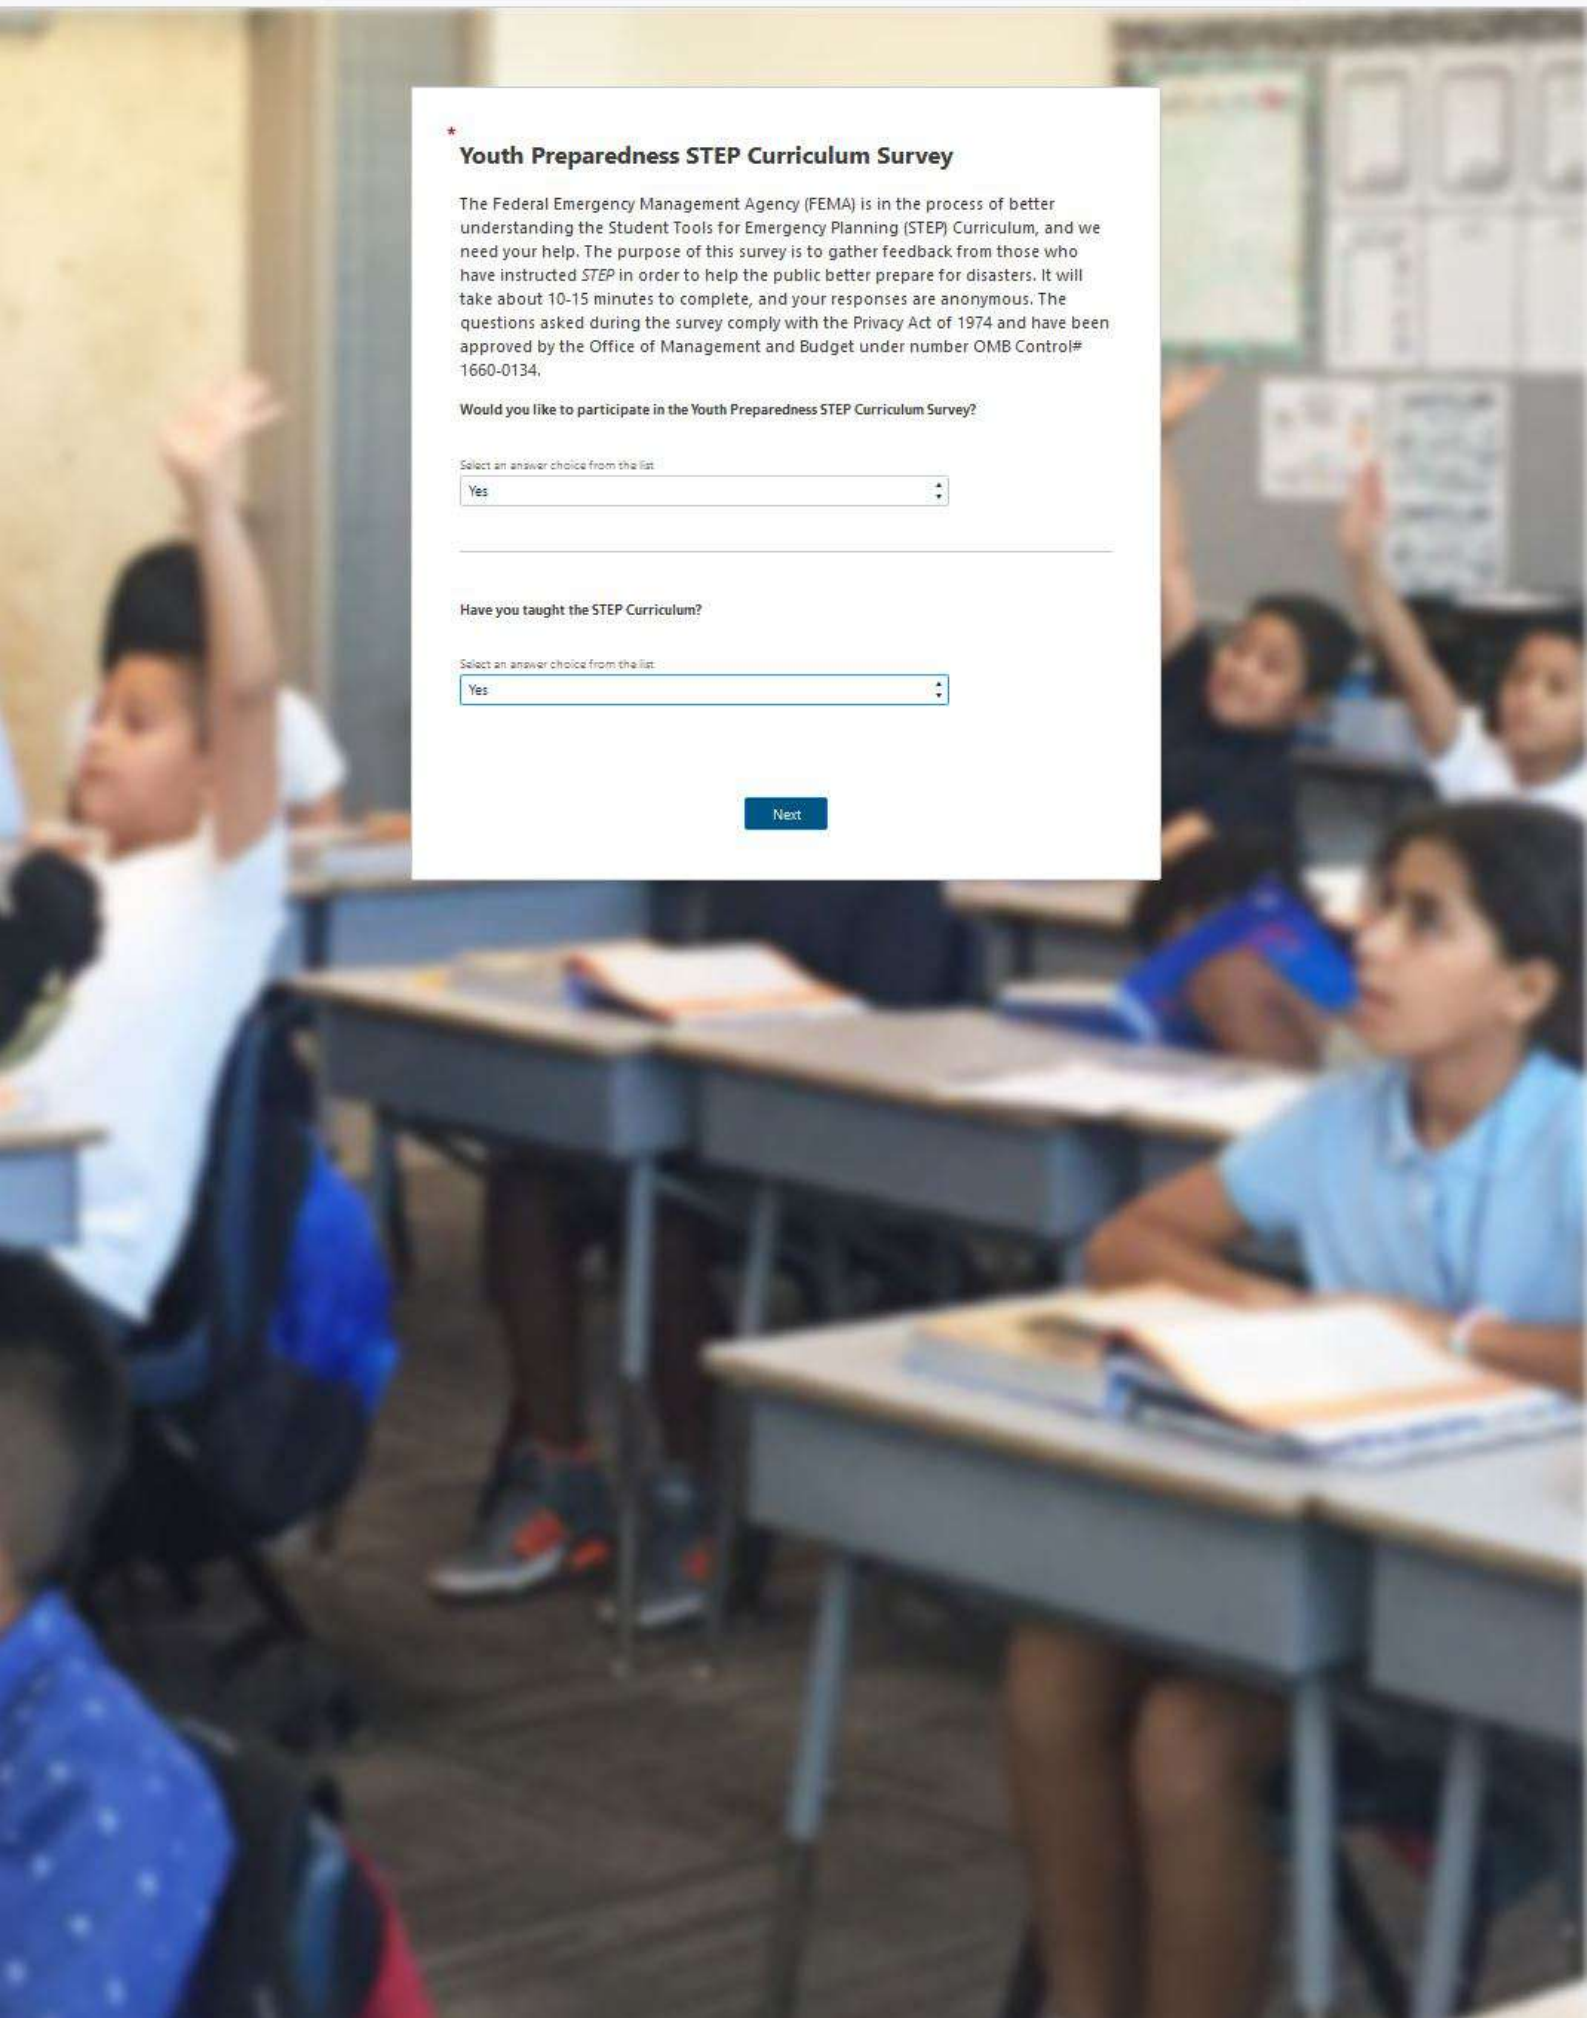 *
Youth Preparedness STEP Curriculum Survey
The Federal Emergency Management Agency (FEMA) is in the process of better
understanding the Student Tools for Emergency Planning (STEP) Curriculum, and we
need your help. The purpose of this survey is to gather feedback from those who
have instructed STEP in order to help the public better prepare for disasters. It will
take about 10-15 minutes to complete, and your responses are anonymous. The
questions asked during the survey comply with the Privacy Act of 1974 and have been
approved by the Office of Management and Budget under number OMB Control#
1660-0134.
Would you like to participate in the Youth Preparedness STEP Curriculum Survey?
Select an answer choice from the list
Yes
Have you taught the STEP Curriculum?
Select an answer choice from the list
Yes
Next